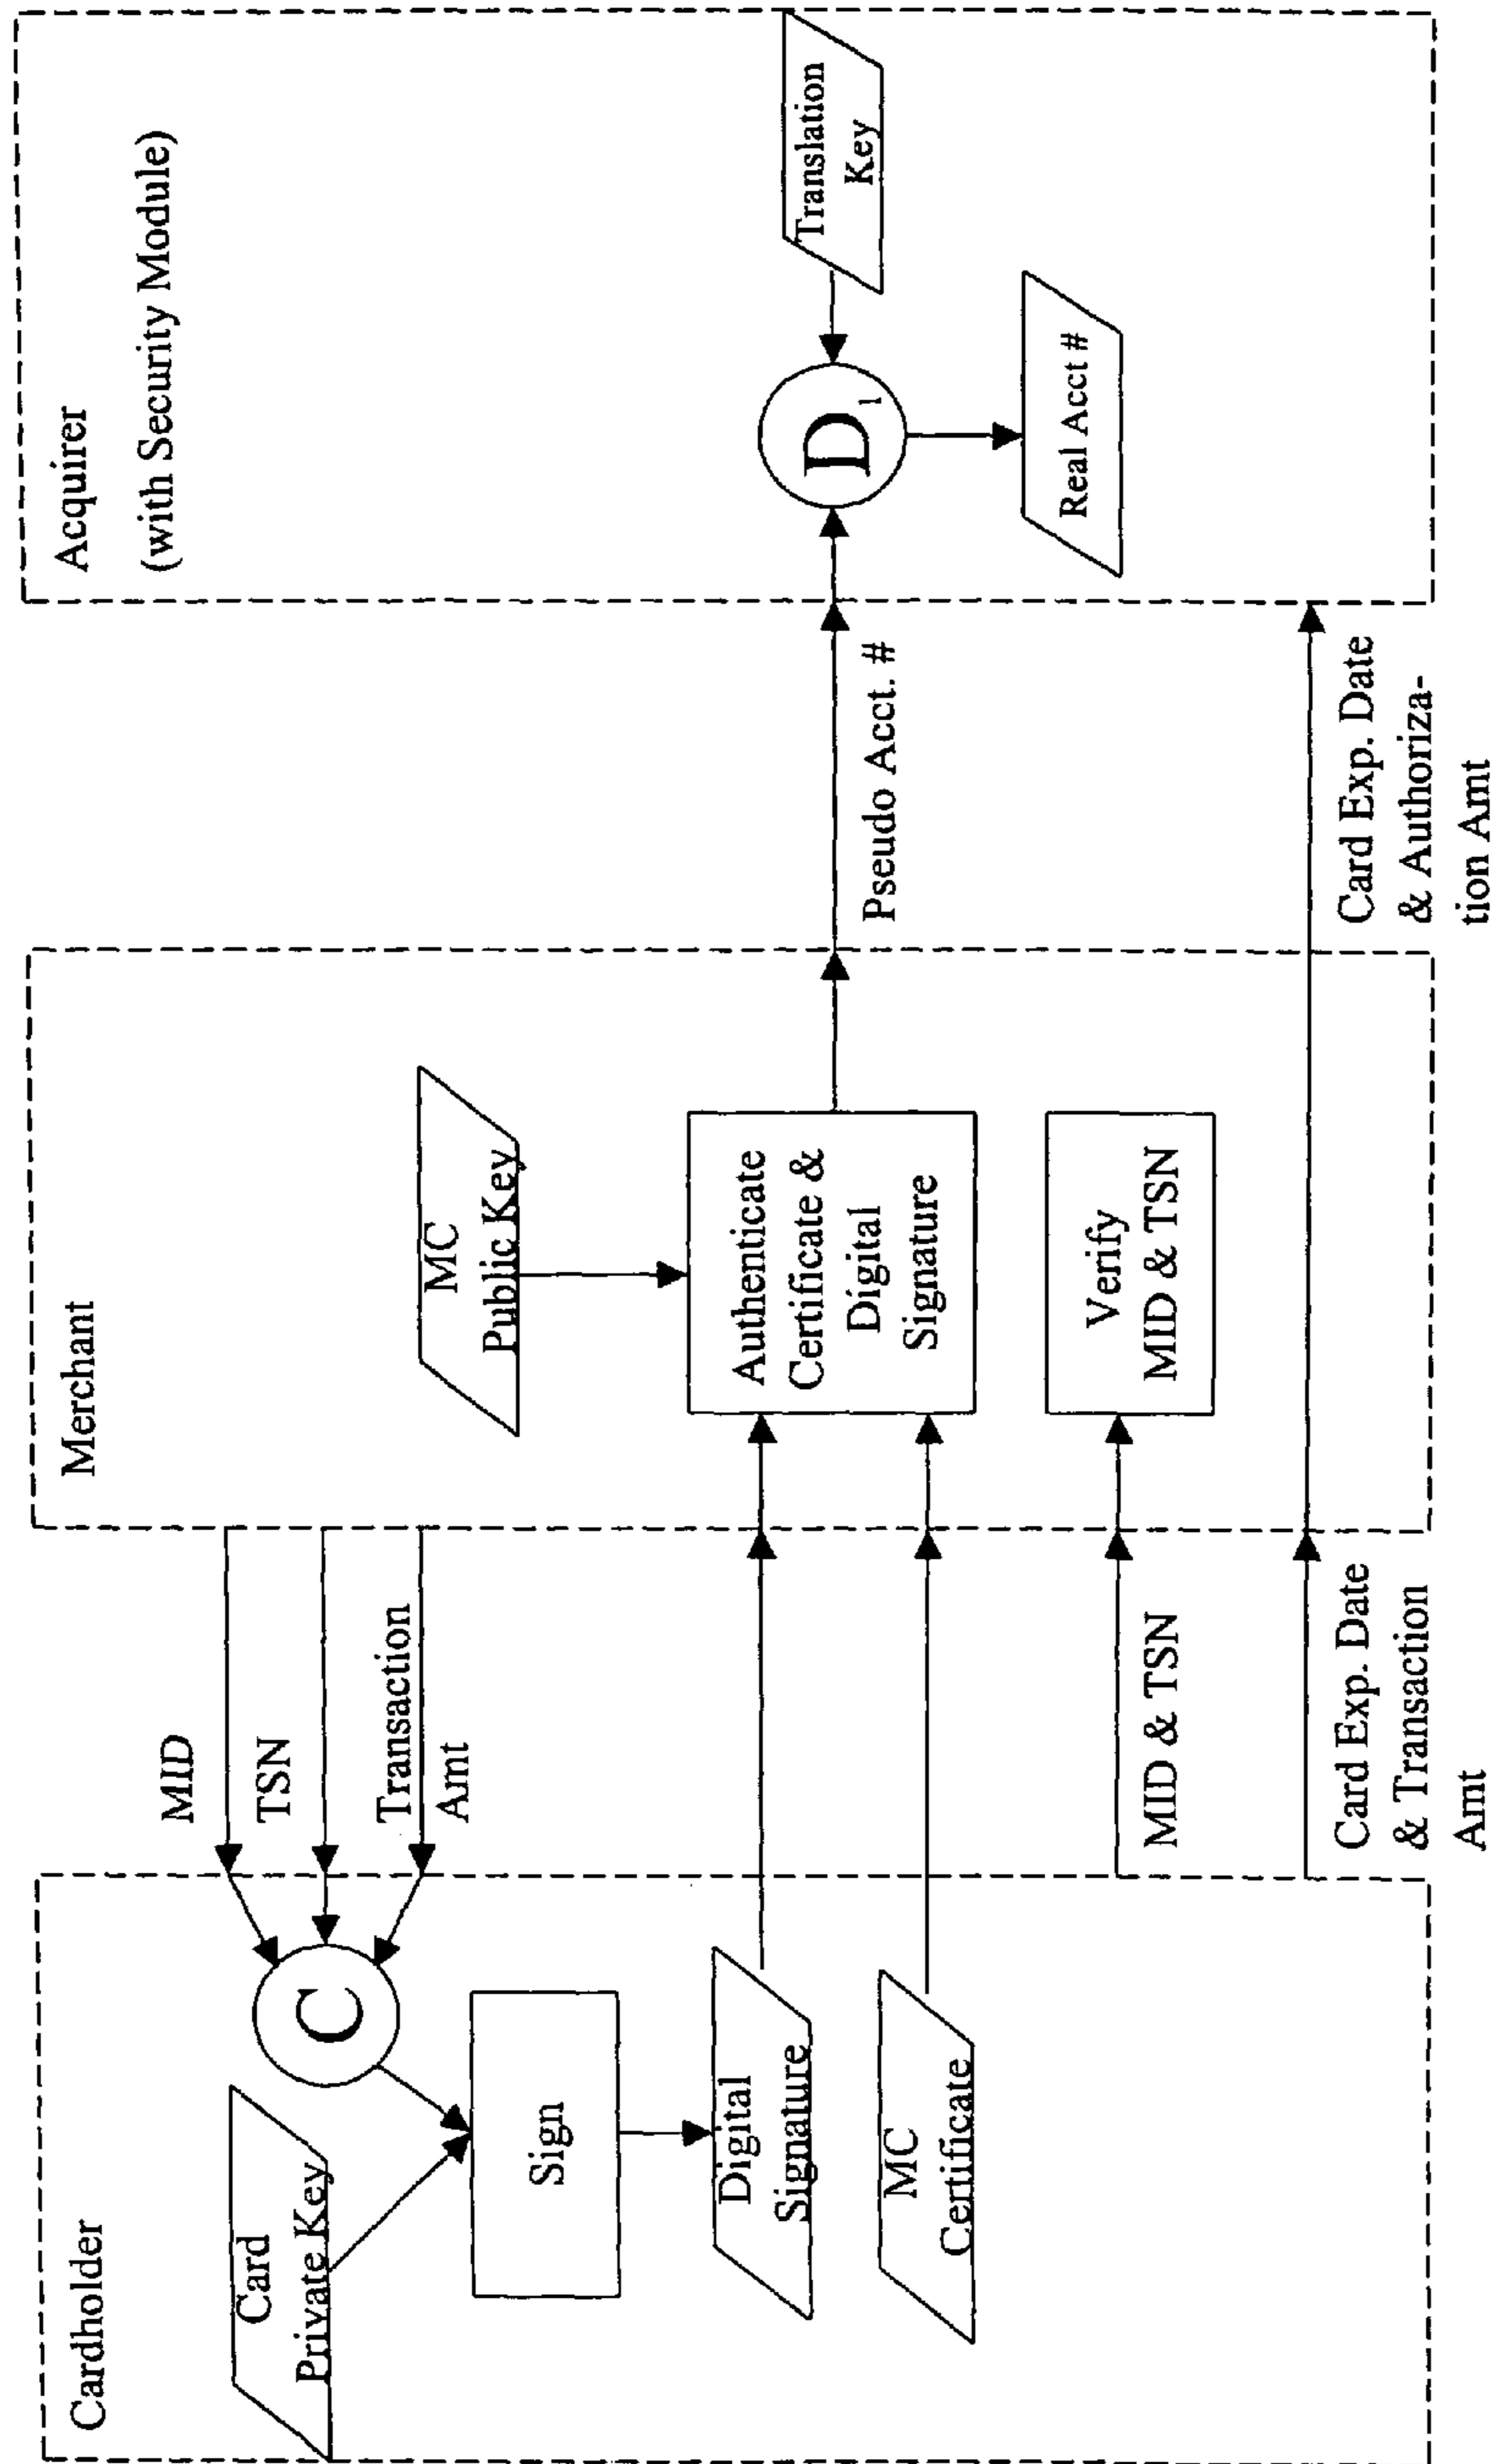 Cardholder
Card
Private Key
C
Sign
Digital
Signature
MC
Certificate
MID
TSN
Transaction
Amt
MID & TSN
Card Exp. Date
& Transaction
Amt
Merchant
MC
Public Key
Authenticate
Certificate &
Digital
Signature
Verify
MID & TSN
Pseudo Acct. #
Card Exp. Date
& Authoriza-
tion Amt
Acquirer
(with Security Module)
Translation
Key
D1
Real Acct #